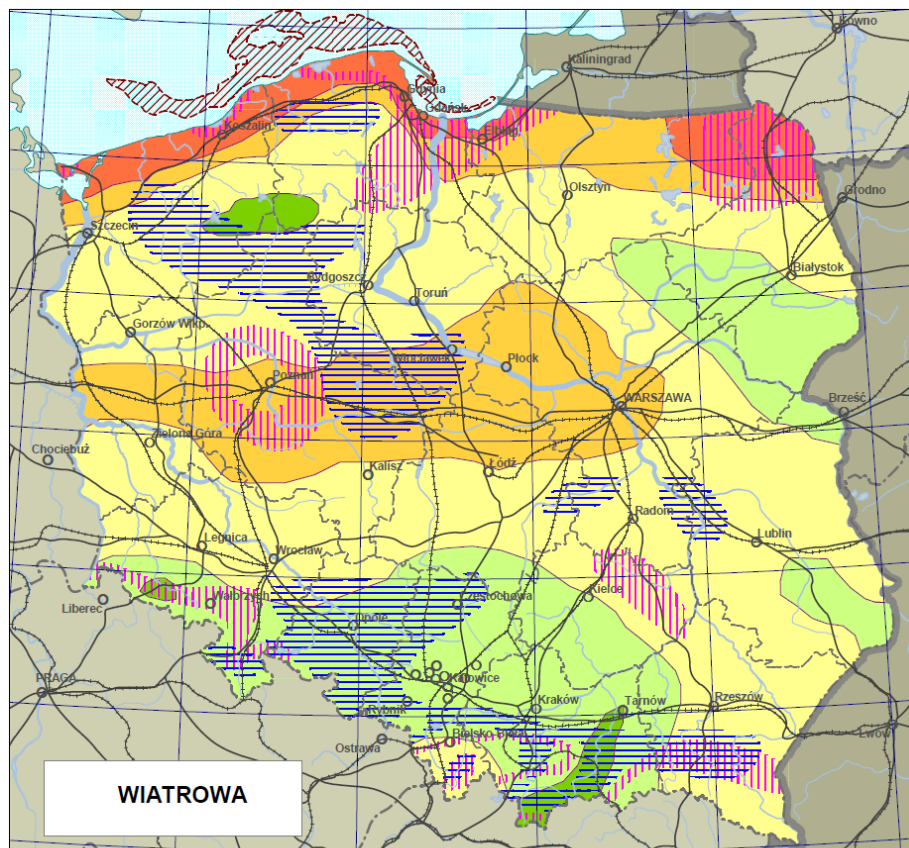 Kowno
Kaliningrad
Gdynia
Gdańsk
Koszalin
Elbląg
Olsztyn
Grodno
Szczecin
Białystok
Bydgoszcz
Toruń
Gorzów Wlkp.
Włocławek
Płock
Poznań
WARSZAWA
Brześć
Zielona Góra
Chociebuż
Kalisz
Łódź
Radom
Legnica
Lublin
Wrocław
Kielce
Liberec
Wałbrzych
Częstochowa
Opole
PRAGA
Katowice
Rybnik
Kraków
Tarnów
Rzeszów
Lwów
Ostrawa
Bielsko Biała
WIATROWA